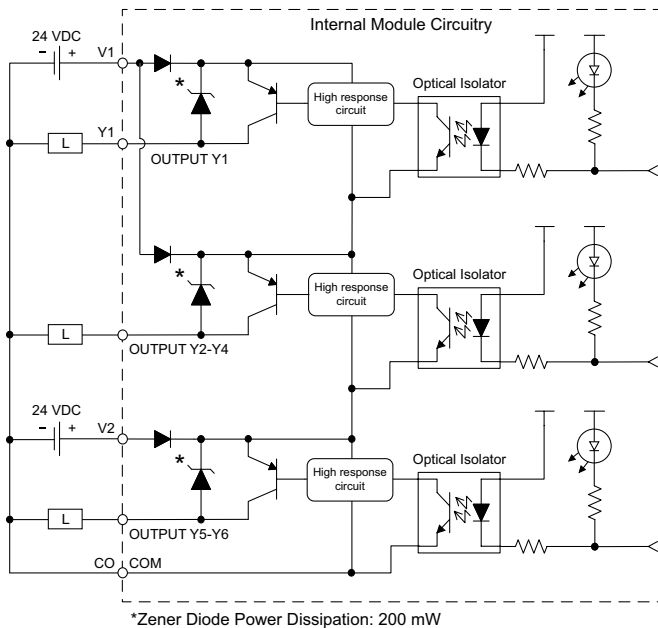 Internal Module Circuitry
24 VDC
- + V1
*
High response
circuit
Optical Isolator
L
Y1
OUTPUT Y1
*
High response
circuit
Optical Isolator
L
OUTPUT Y2-Y4
24 VDC
- + V2
*
High response
circuit
Optical Isolator
L
OUTPUT Y5-Y6
CO COM
*Zener Diode Power Dissipation: 200 mW